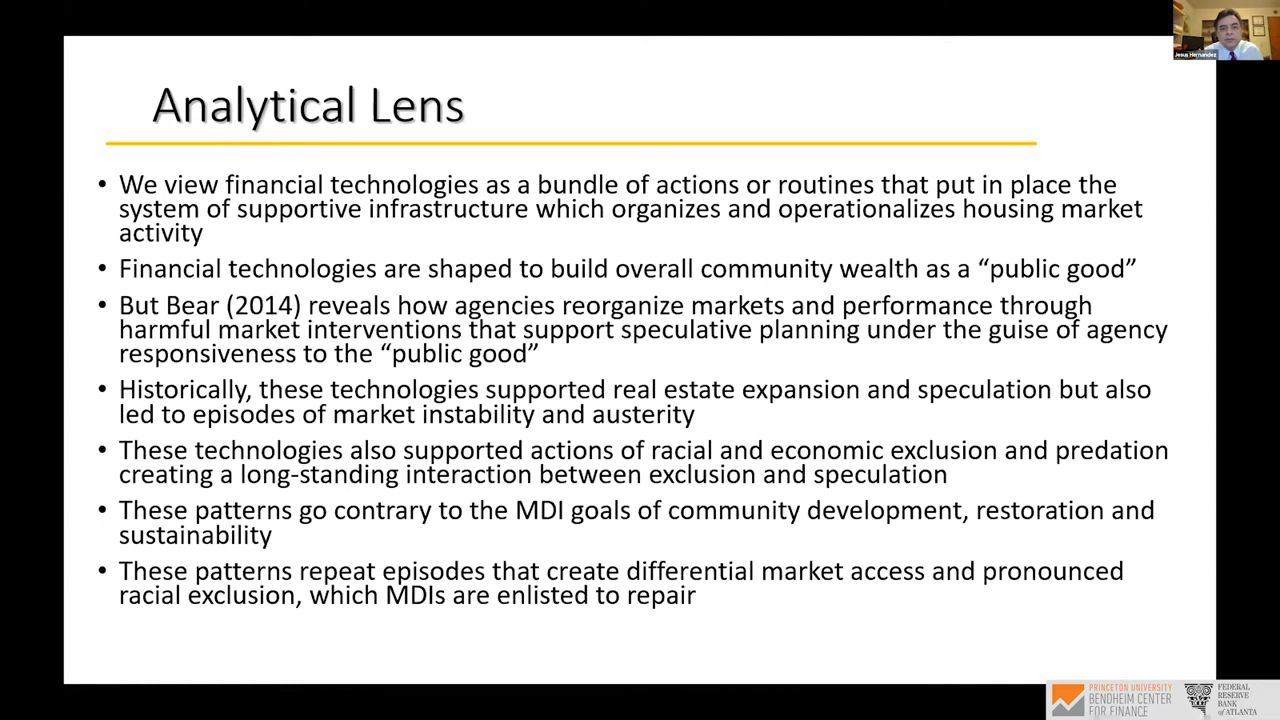 Jesus Hernandez
Analytical Lens
• We view financial technologies as a bundle of actions or routines that put in place the
system of supportive infrastructure which organizes and operationalizes housing market
activity
• Financial technologies are shaped to build overall community wealth as a “public good”
• But Bear (2014) reveals how agencies reorganize markets and performance through
harmful market interventions that support speculative planning under the guise of agency
responsiveness to the “public good”
• Historically, these technologies supported real estate expansion and speculation but also
led to episodes of market instability and austerity
• These technologies also supported actions of racial and economic exclusion and predation
creating a long-standing interaction between exclusion and speculation
• These patterns go contrary to the MDI goals of community development, restoration and
sustainability
• These patterns repeat episodes that create differential market access and pronounced
racial exclusion, which MDIs are enlisted to repair
PRINCETON UNIVERSITY
BENDHEIM CENTER
FOR FINANCE
FEDERAL
RESERVE
BANK
of ATLANTA